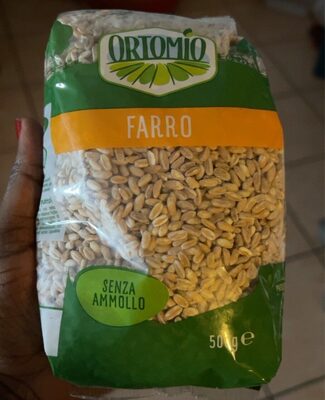 ORTOMIO
FARRO
SENZA
AMMOLLO
500g e